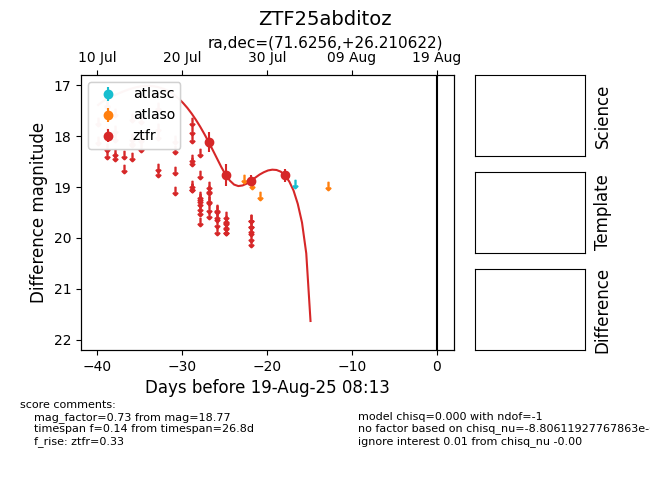 ZTF25abditoz
ra,dec=(71.6256,+26.210622)
10 Jul 20 Jul 30 Jul 09 Aug 19 Aug
17
18
19
20
21
22
Difference magnitude
atlasc
atlaso
ztfr
−40 −30 −20 −10 0
Days before 19-Aug-25 08:13
Science
Template
Difference
score comments:
mag_factor=0.73 from mag=18.77
timespan f=0.14 from timespan=26.8d
f_rise: ztfr=0.33
model chisq=0.000 with ndof=-1
no factor based on chisq_nu=-8.80611927767863e-
ignore interest 0.01 from chisq_nu -0.00